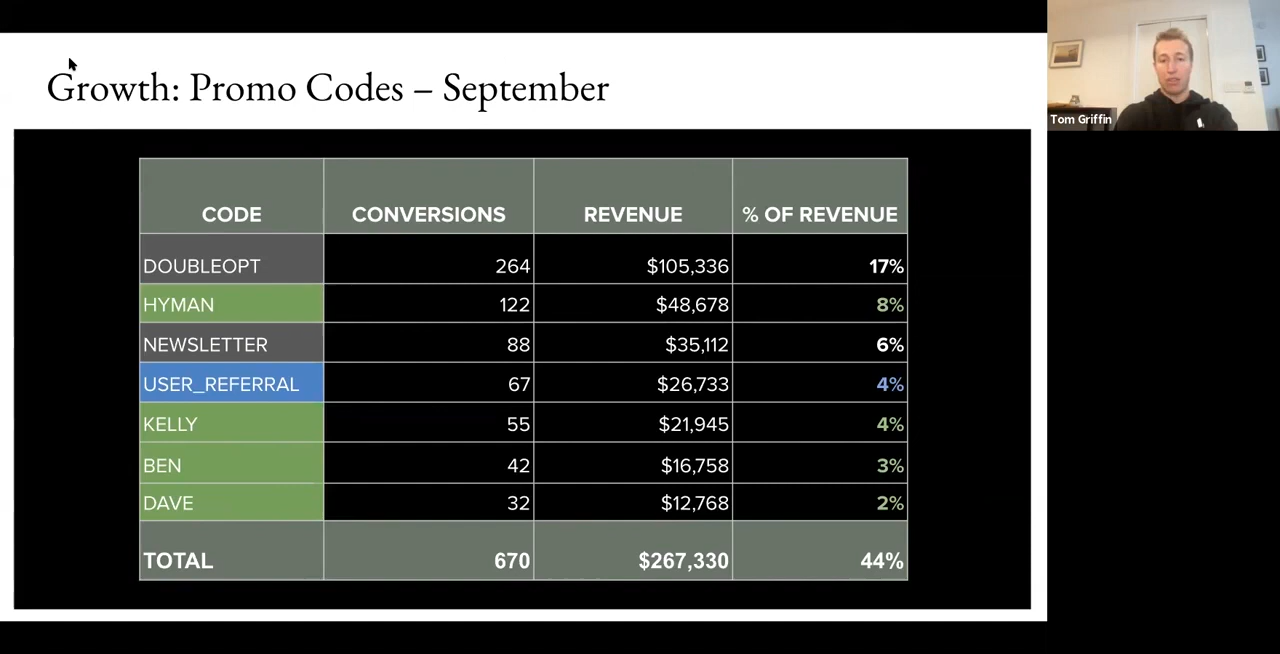 Growth: Promo Codes – September
Tom Griffin
CODE CONVERSIONS REVENUE % OF REVENUE
DOUBLEOPT 264 $105,336 17%
HYMAN 122 $48,678 8%
NEWSLETTER 88 $35,112 6%
USER_REFERRAL 67 $26,733 4%
KELLY 55 $21,945 4%
BEN 42 $16,758 3%
DAVE 32 $12,768 2%
TOTAL 670 $267,330 44%